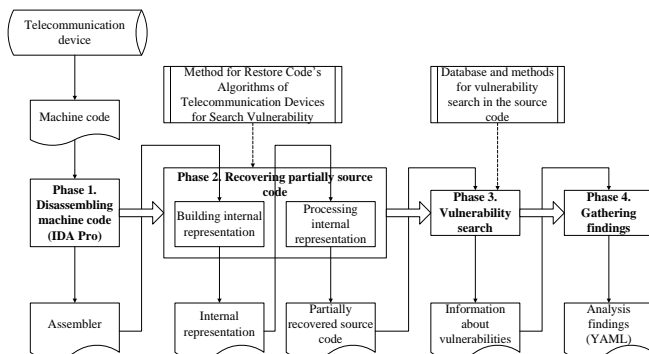 Telecommunication
device
Machine code
Method for Restore Code's
Algorithms of
Telecommunication Devices
for Search Vulnerability
Database and methods
for vulnerability
search in the source
code
Phase 1.
Disassembling
machine code
(IDA Pro)
Phase 2. Recovering partially source
code
Building internal
representation
Processing
internal
representation
Phase 3.
Vulnerability
search
Phase 4.
Gathering
findings
Assembler
Internal
representation
Partially
recovered source
code
Information
about
vulnerabilities
Analysis
findings
(YAML)